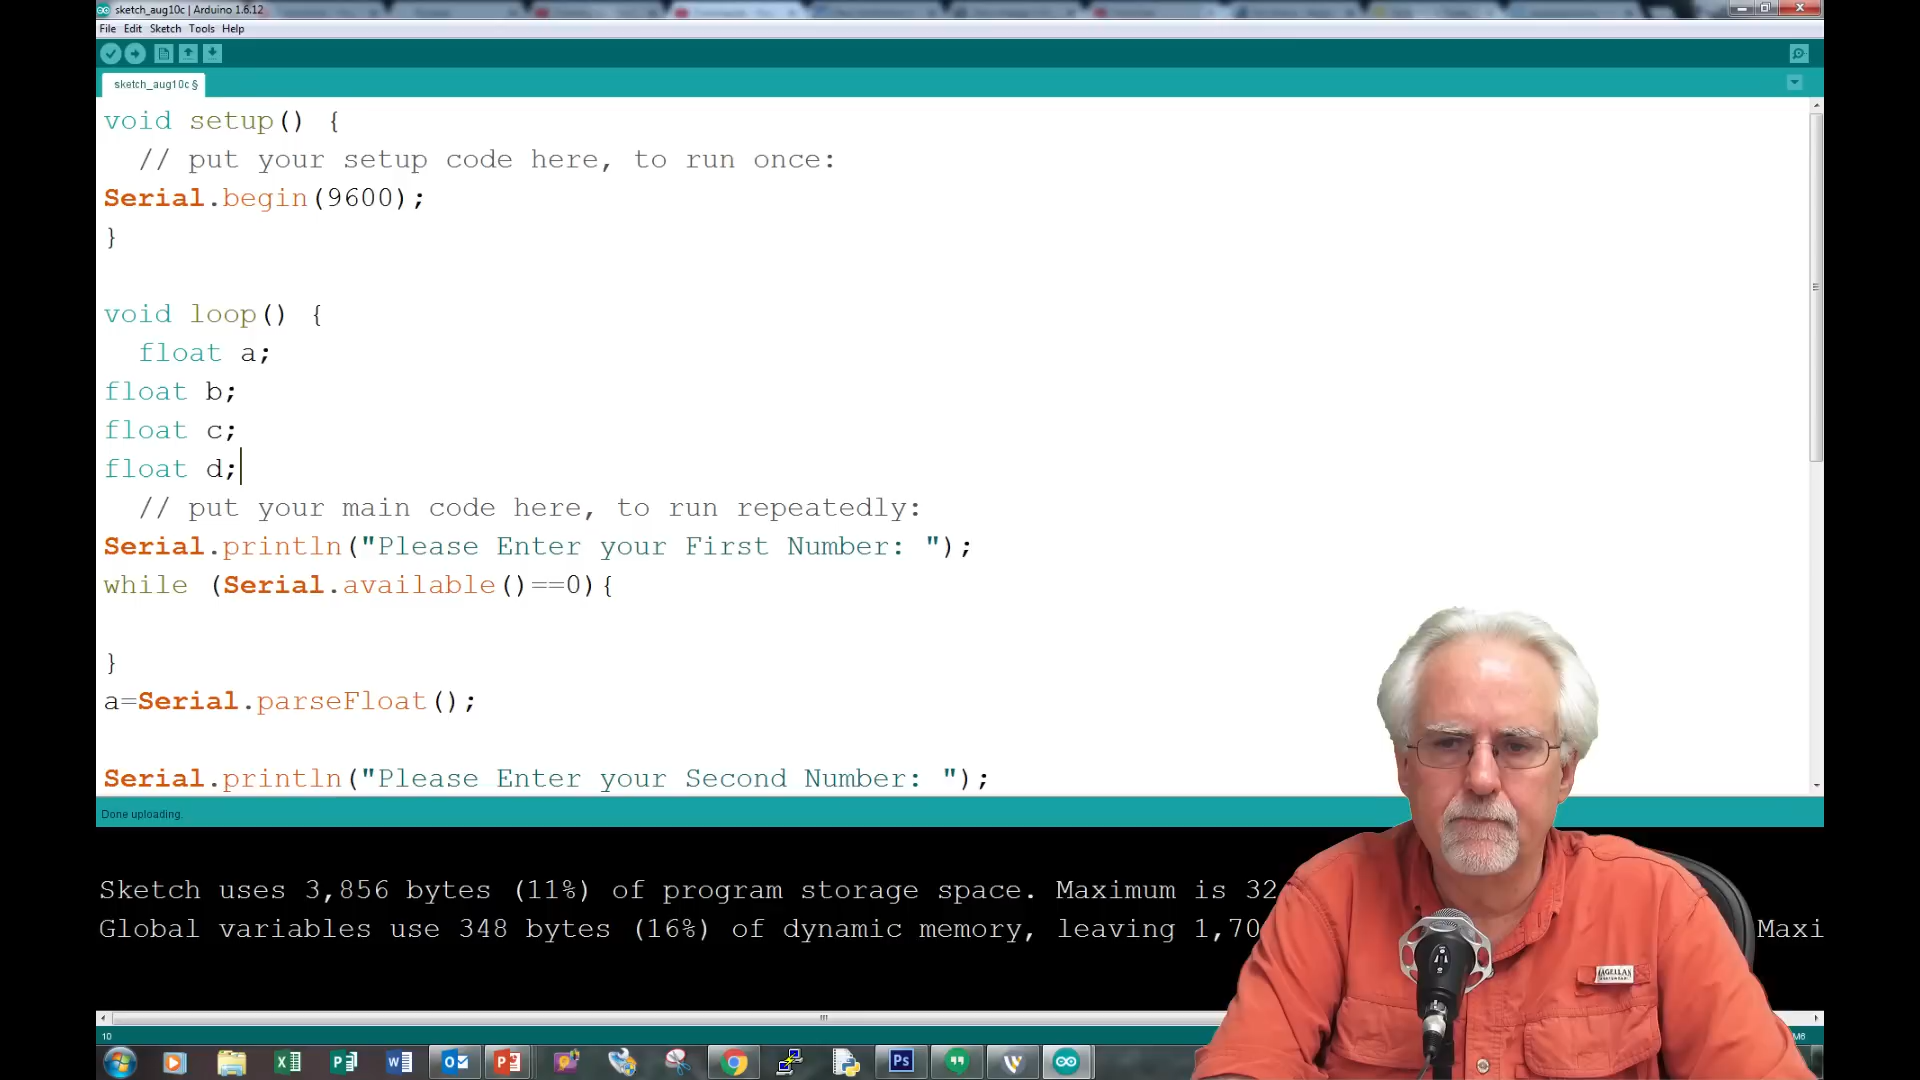 sketch_aug10c | Arduino 1.6.12
File Edit Sketch Tools Help
sketch_aug10c §
void setup() {
// put your setup code here, to run once:
Serial.begin(9600);
}
void loop() {
float a;
float b;
float c;
float d;
// put your main code here, to run repeatedly:
Serial.println("Please Enter your First Number: ");
while (Serial.available()==0){
}
a=Serial.parseFloat();
Serial.println("Please Enter your Second Number: ");
Done uploading.
Sketch uses 3,856 bytes (11%) of program storage space. Maximum is 32
Global variables use 348 bytes (16%) of dynamic memory, leaving 1,70 Maxi
MAGELLAN
10
Ps